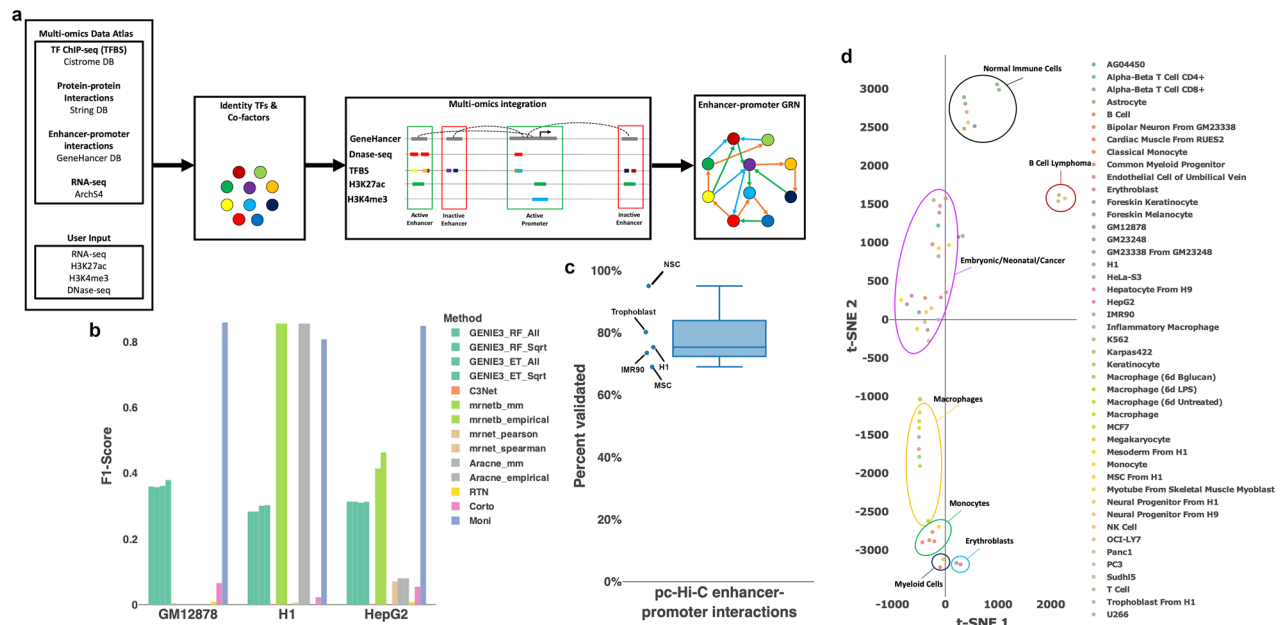 a
Multi-omics Data Atlas
TF ChIP-seq (TFBS)
Cistrome DB
Protein-protein
Interactions
String DB
Enhancer-promoter
interactions
GeneHancer DB
RNA-seq
ArchS4
User Input
RNA-seq
H3K27ac
H3K4me3
DNase-seq
Identity TFs &
Co-factors
Multi-omics integration
GeneHancer
Dnase-seq
TFBS
H3K27ac
H3K4me3
Active
Enhancer
Inactive
Enhancer
Active
Promoter
Inactive
Enhancer
Enhancer-promoter GRN
b
F1-Score
0.8
0.6
0.4
0.2
0
GM12878
H1
HepG2
Method
GENIE3_RF_All
GENIE3_RF_Sqrt
GENIE3_ET_All
GENIE3_ET_Sqrt
C3Net
mrnetb_mm
mrnetb_empirical
mrnet_pearson
mrnet_spearman
Aracne_mm
Aracne_empirical
RTN
Corto
Moni
c
Percent validated
100%
80%
60%
40%
20%
0%
NSC
Trophoblast
IMR90
H1
MSC
pc-Hi-C enhancer-
promoter interactions
d
t-SNE 2
3000
2500
2000
1500
1000
500
0
-500
-1000
-1500
-2000
-2500
-3000
-1000
0
1000
2000
t-SNE 1
Normal Immune Cells
B Cell Lymphoma
Embryonic/Neonatal/Cancer
Macrophages
Monocytes
Erythroblasts
Myeloid Cells
AG04450
Alpha-Beta T Cell CD4+
Alpha-Beta T Cell CD8+
Astrocyte
B Cell
Bipolar Neuron From GM23338
Cardiac Muscle from RUES2
Classical Monocyte
Common Myeloid Progenitor
Endothelial Cell of Umbilical Vein
Erythroblast
Foreskin Keratinocyte
Foreskin Melanocyte
GM12878
GM23248
GM23338 From GM23248
H1
HeLa-S3
Hepatocyte From H9
HepG2
IMR90
Inflammatory Macrophage
K562
Karpas422
Keratinocyte
Macrophage (6d Bglucan)
Macrophage (6d LPS)
Macrophage (6d Untreated)
Macrophage
MCF7
Megakaryocyte
Mesoderm From H1
Monocyte
MSC From H1
Myotube From Skeletal Muscle Myoblast
Neural Progenitor From H1
Neural Progenitor From H9
NK Cell
OCI-LY7
Panc1
PC3
Sudhl5
T Cell
Trophoblast From H1
U266